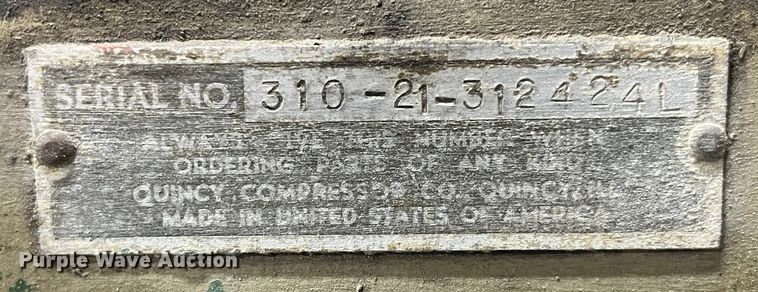 SERIAL NO. 310-21-312424L
ALWAYS GIVE THIS NUMBER WHEN
ORDERING PARTS OF ANY KIND
QUINCY COMPRESSOR CO. QUINCY, ILL.
MADE IN UNITED STATES OF AMERICA
Purple Wave Auction